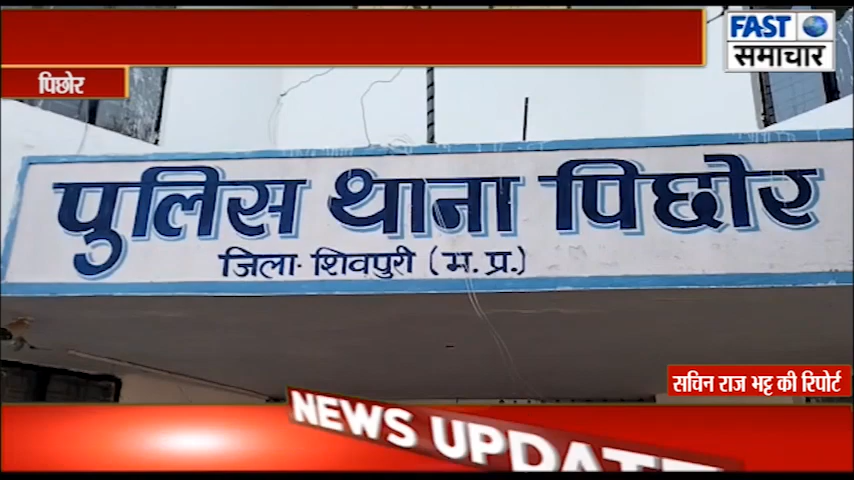 FAST
समाचार
पिछोर
पुलिस थाना पिछोर
जिला- शिवपुरी (म. प्र.)
सचिन राज भट्ट की रिपोर्ट
NEWS UPDATE